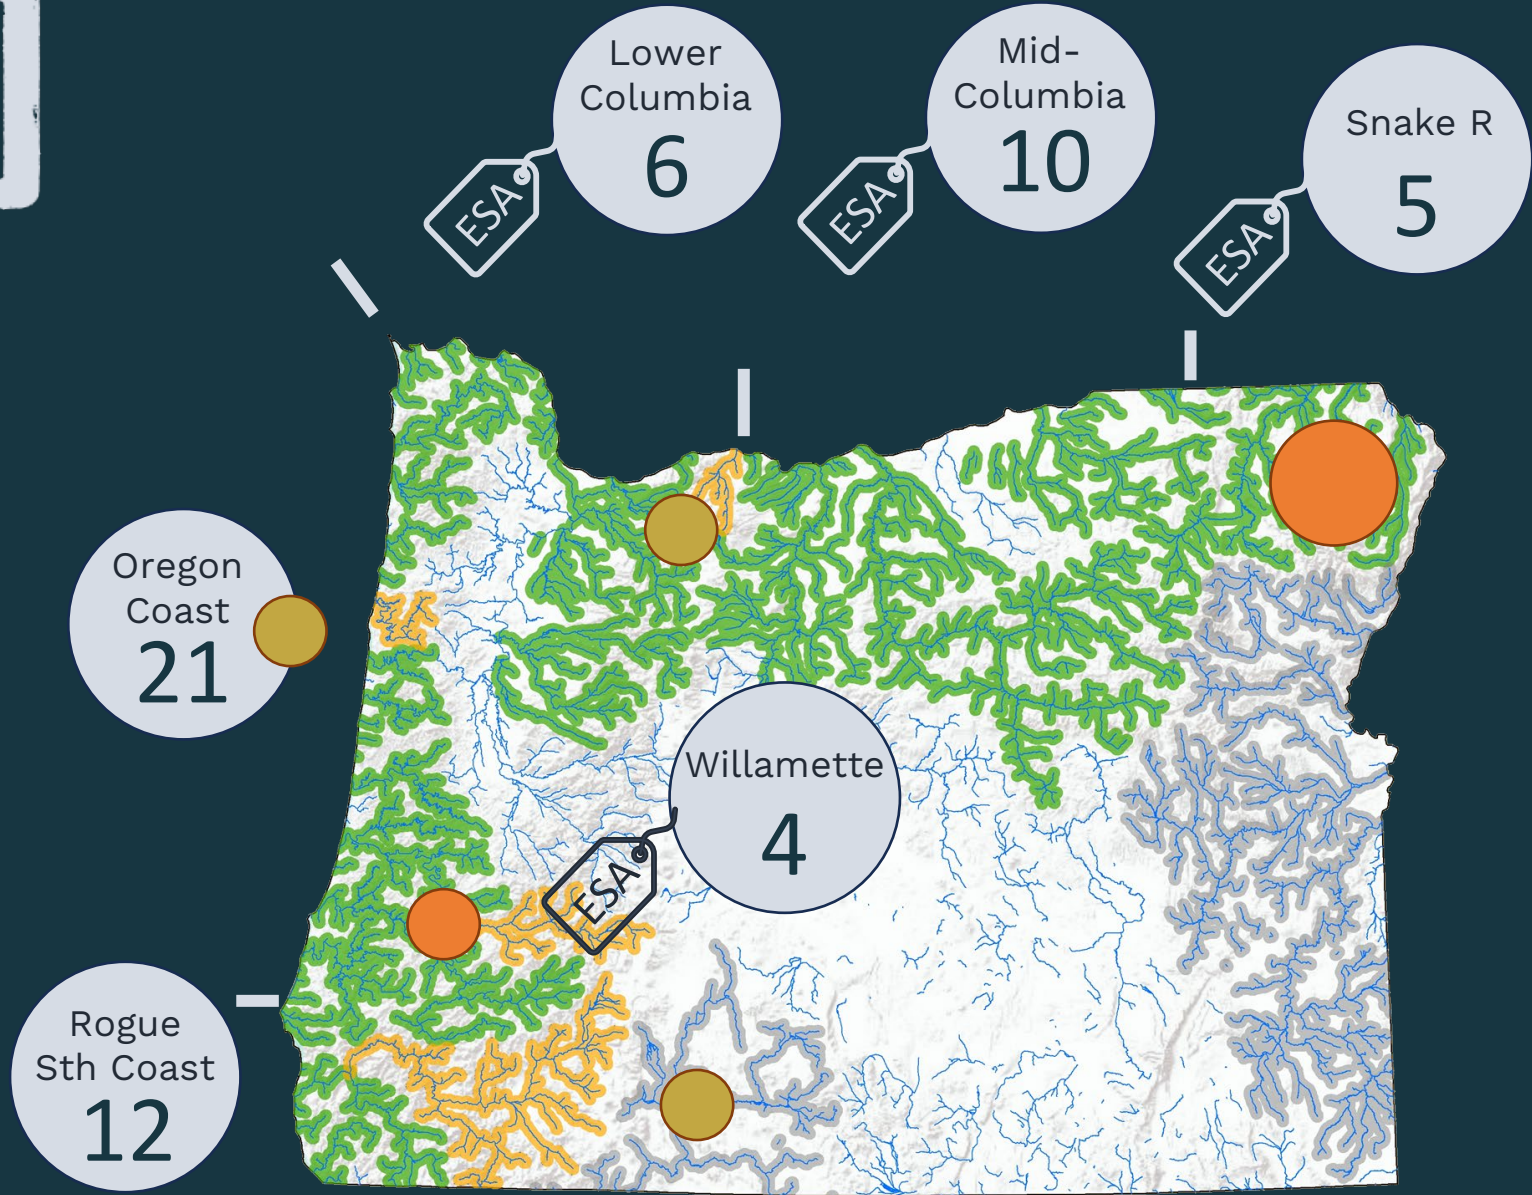 Lower
Columbia
6
ESA
Mid-
Columbia
10
ESA
Snake R
5
ESA
Oregon
Coast
21
Willamette
4
ESA
Rogue
Sth Coast
12